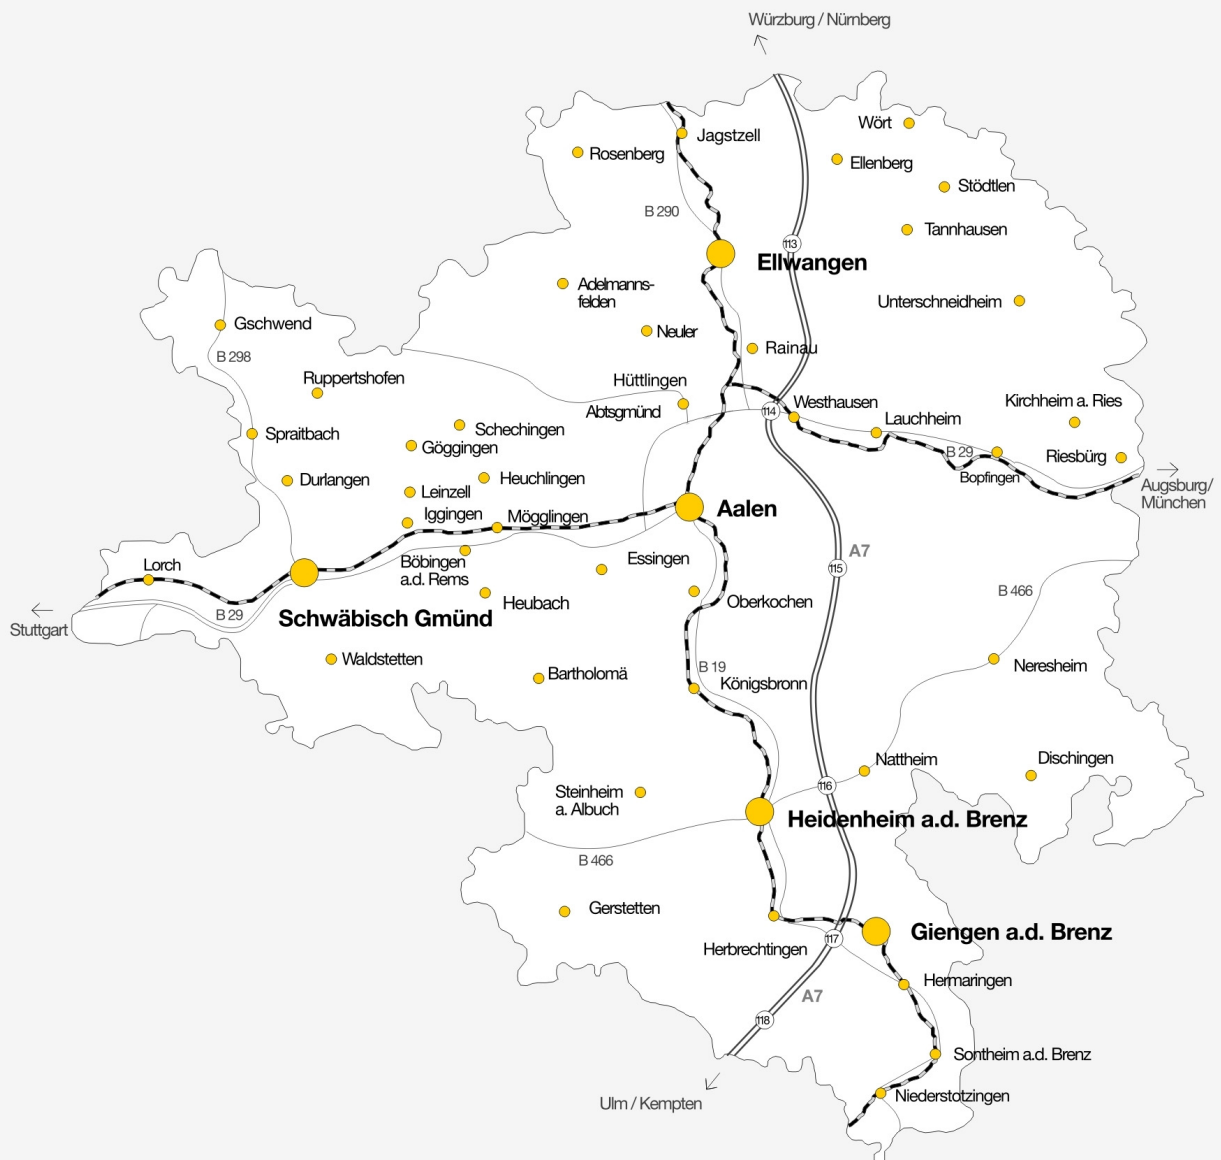 Würzburg / Nürnberg
Wört
Jagstzell
Rosenberg
Ellenberg
Stödtlen
B 290
Tannhausen
113
Ellwangen
Adelmanns-
felden
Unterschneidheim
Gschwend
Neuler
Rainau
B 298
Ruppertshofen
Hüttlingen
Abtsgmünd
114
Westhausen
Kirchheim a. Ries
Lauchheim
Spraitbach
Schechingen
Göggingen
B 29
Riesbürg
Bopfingen
Durlangen
Heuchlingen
Leinzell
Augsburg/
München
Iggingen
Mögglingen
Aalen
A7
115
Lorch
Böbingen
a.d. Rems
Essingen
B 466
Heubach
Oberkochen
B 29
Schwäbisch Gmünd
Stuttgart
Waldstetten
Bartholomä
B 19
Königsbronn
Neresheim
Nattheim
Dischingen
116
Steinheim
a. Albuch
Heidenheim a.d. Brenz
B 466
Gerstetten
Giengen a.d. Brenz
117
Herbrechtingen
Hermaringen
A7
118
Sontheim a.d. Brenz
Niederstotzingen
Ulm / Kempten